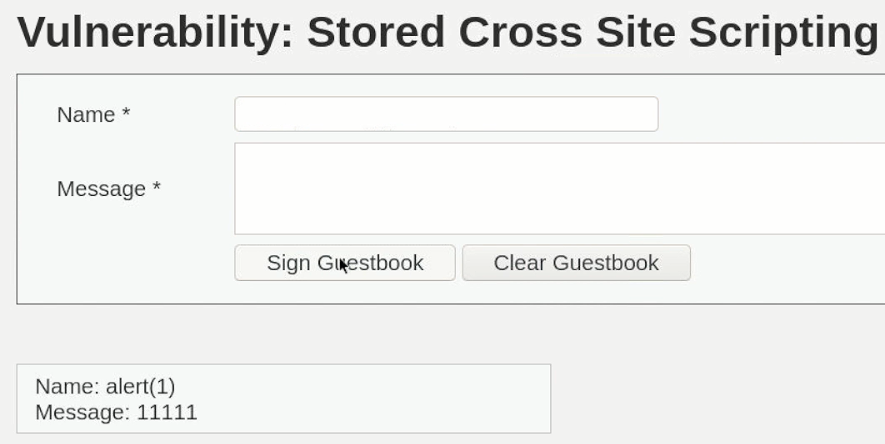 Vulnerability: Stored Cross Site Scripting
Name *
Message *
Sign Guestbook Clear Guestbook
Name: alert(1)
Message: 11111